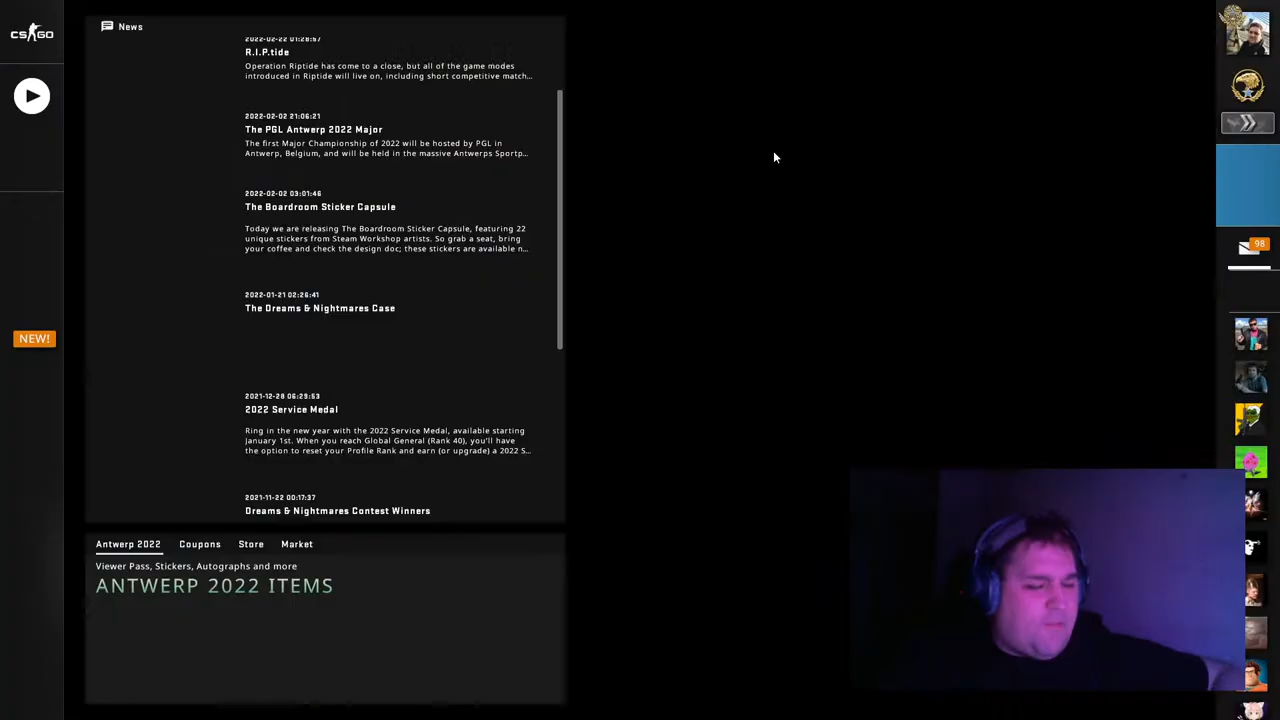 CS GO
News
2022-02-22 01:28:57
R.I.P.tide
Operation Riptide has come to a close, but all of the game modes
introduced in Riptide will live on, including short competitive match...
2022-02-02 21:06:21
The PGL Antwerp 2022 Major
The first Major Championship of 2022 will be hosted by PGL in
Antwerp, Belgium, and will be held in the massive Antwerps Sportp...
2022-02-02 03:01:46
The Boardroom Sticker Capsule
Today we are releasing The Boardroom Sticker Capsule, featuring 22
unique stickers from Steam Workshop artists. So grab a seat, bring
your coffee and check the design doc; these stickers are available n...
2022-01-21 02:26:41
The Dreams & Nightmares Case
2021-12-28 06:29:53
2022 Service Medal
Ring in the new year with the 2022 Service Medal, available starting
January 1st. When you reach Global General (Rank 40), you'll have
the option to reset your Profile Rank and earn (or upgrade) a 2022 S...
2021-11-22 00:17:37
Dreams & Nightmares Contest Winners
NEW!
Antwerp 2022 Coupons Store Market
Viewer Pass, Stickers, Autographs and more
ANTWERP 2022 ITEMS
98